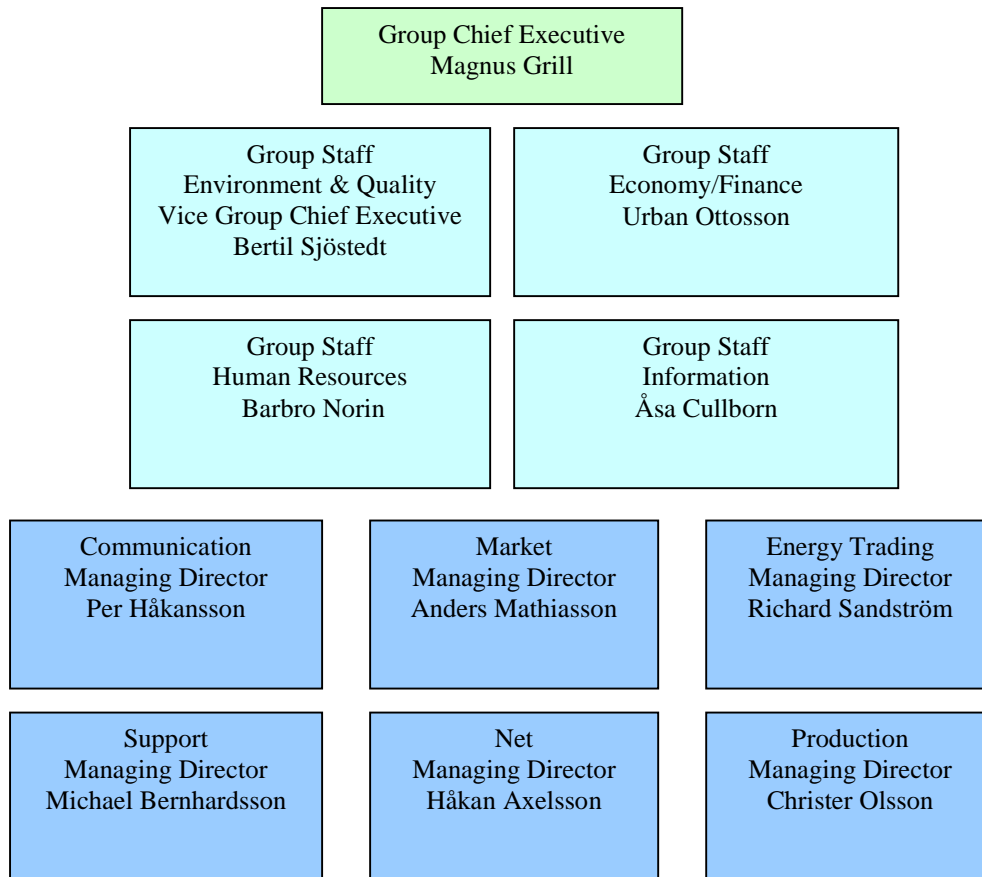 Group Chief Executive
Magnus Grill
Group Staff
Environment & Quality
Vice Group Chief Executive
Bertil Sjöstedt
Group Staff
Economy/Finance
Urban Ottosson
Group Staff
Human Resources
Barbro Norin
Group Staff
Information
Åsa Cullborn
Communication
Managing Director
Per Håkansson
Market
Managing Director
Anders Mathiasson
Energy Trading
Managing Director
Richard Sandström
Support
Managing Director
Michael Bernhardsson
Net
Managing Director
Håkan Axelsson
Production
Managing Director
Christer Olsson